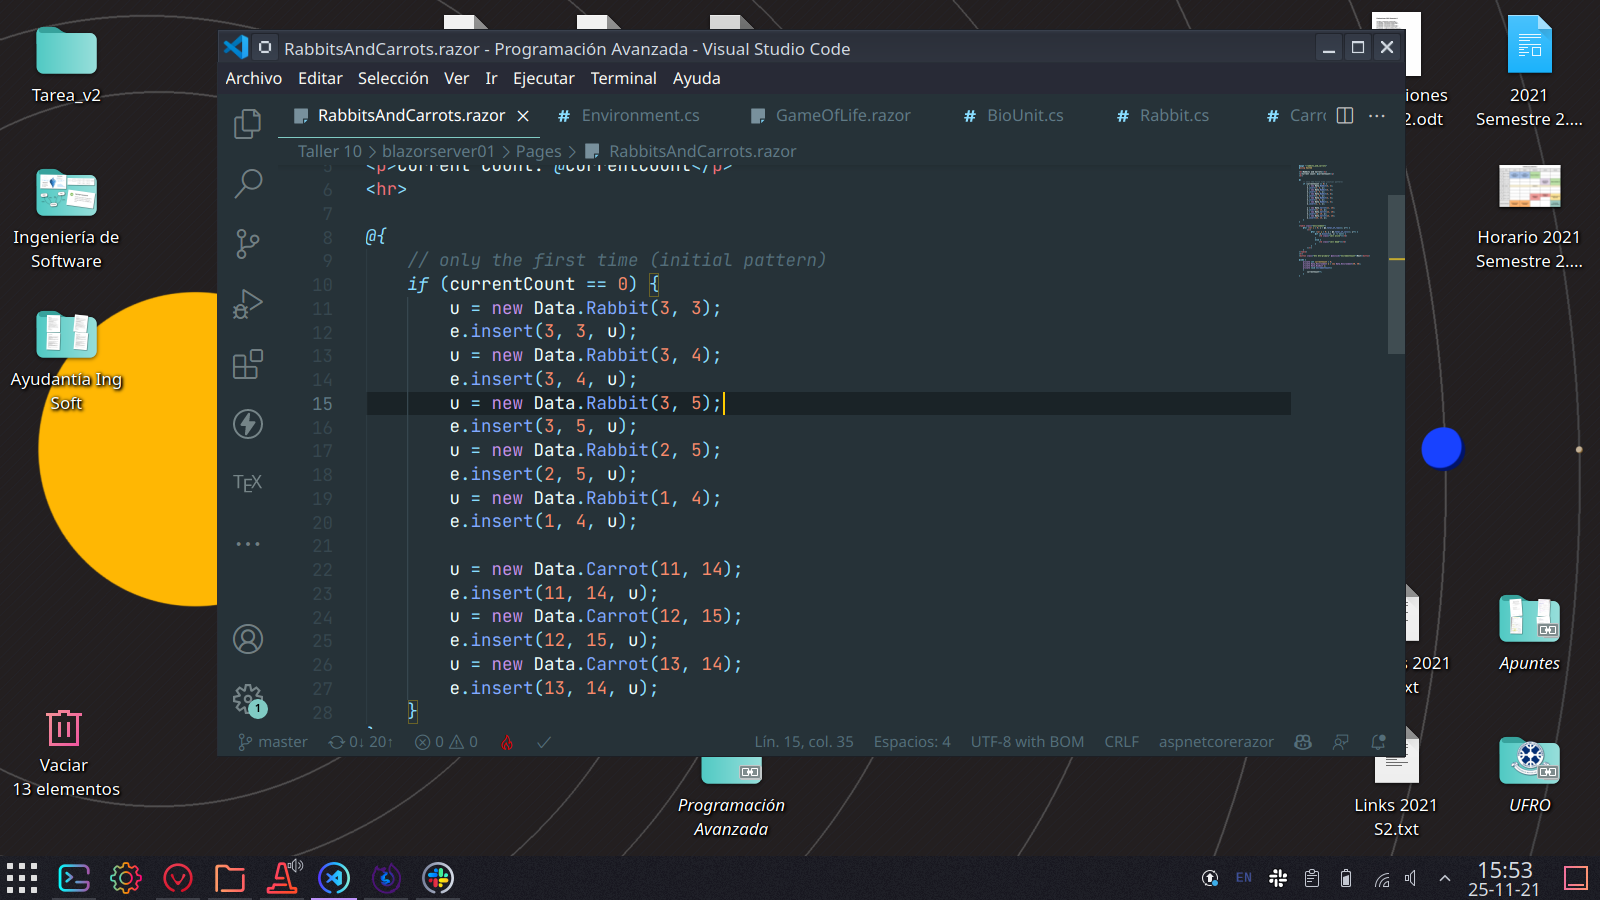 RabbitsAndCarrots.razor - Programación Avanzada - Visual Studio Code
Archivo Editar Selección Ver Ir Ejecutar Terminal Ayuda
RabbitsAndCarrots.razor # Environment.cs GameOfLife.razor # BioUnit.cs # Rabbit.cs # Carr
Taller 10 > blazorserver01 > Pages > RabbitsAndCarrots.razor
5 <p>Current count: @currentCount</p>
6 <hr>
7
8 @{
9 // only the first time (initial pattern)
10 if (currentCount == 0) {
11 u = new Data.Rabbit(3, 3);
12 e.insert(3, 3, u);
13 u = new Data.Rabbit(3, 4);
14 e.insert(3, 4, u);
15 u = new Data.Rabbit(3, 5);
16 e.insert(3, 5, u);
17 u = new Data.Rabbit(2, 5);
18 e.insert(2, 5, u);
19 u = new Data.Rabbit(1, 4);
20 e.insert(1, 4, u);
21
22 u = new Data.Carrot(11, 14);
23 e.insert(11, 14, u);
24 u = new Data.Carrot(12, 15);
25 e.insert(12, 15, u);
26 u = new Data.Carrot(13, 14);
27 e.insert(13, 14, u);
28 }
TEX
1
master 0↓ 20↑ 0 0 Lín. 15, col. 35 Espacios: 4 UTF-8 with BOM CRLF aspnetcorerazor
Tarea_v2
Ingeniería de
Software
Ayudantía Ing
Soft
Vaciar
13 elementos
Programación
Avanzada
iones
2.odt
2021
Semestre 2....
Horario 2021
Semestre 2....
s 2021
xt
Apuntes
Links 2021
S2.txt
UFRO
EN
15:53
25-11-21